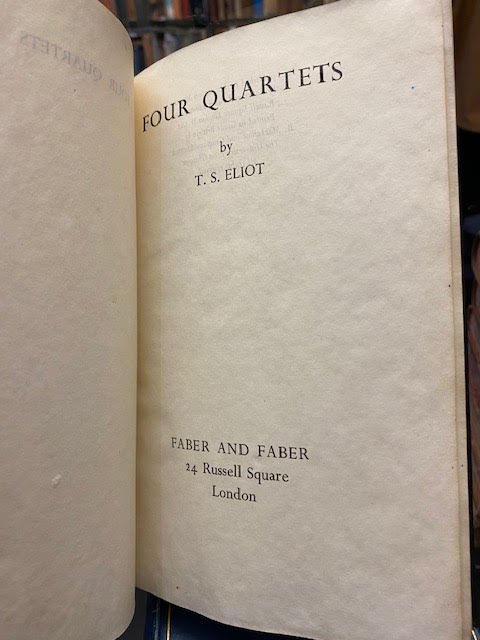 FOUR QUARTETS
by
T. S. ELIOT
FABER AND FABER
24 Russell Square
London